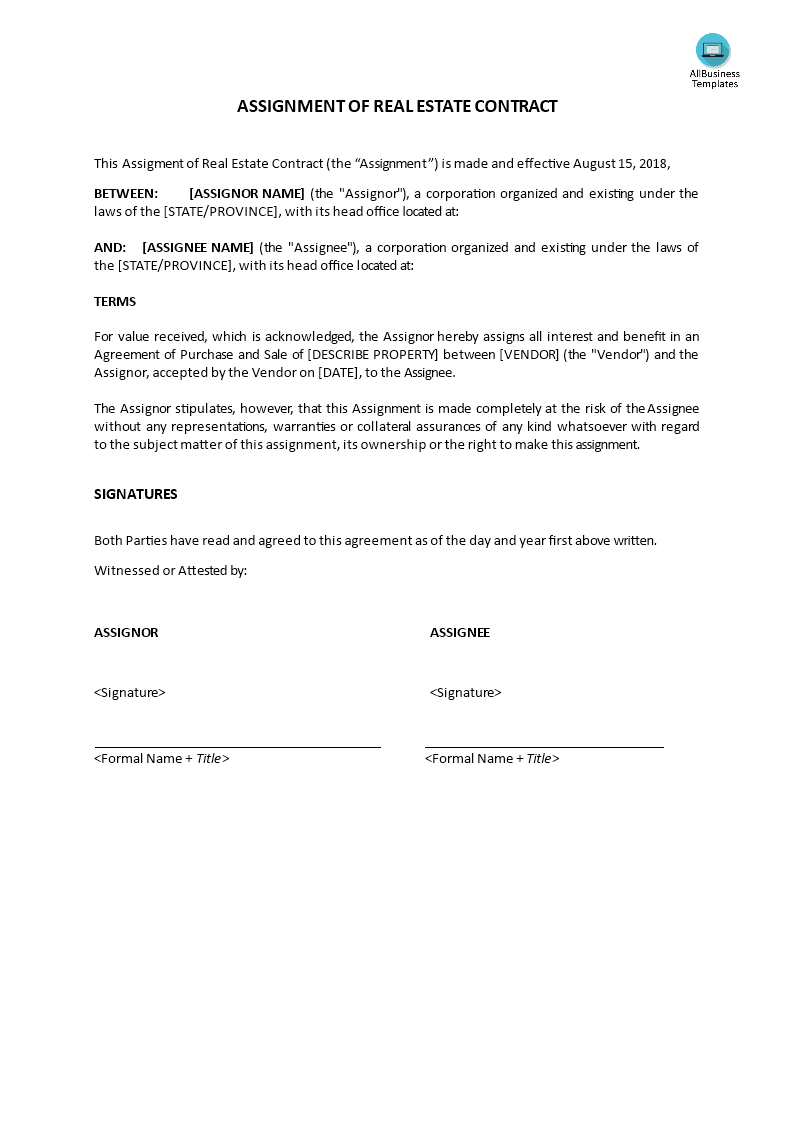 AllBusiness
Templates
ASSIGNMENT OF REAL ESTATE CONTRACT
This Assigment of Real Estate Contract (the “Assignment”) is made and effective August 15, 2018,
BETWEEN: [ASSIGNOR NAME] (the "Assignor"), a corporation organized and existing under the
laws of the [STATE/PROVINCE], with its head office located at:
AND: [ASSIGNEE NAME] (the "Assignee"), a corporation organized and existing under the laws of
the [STATE/PROVINCE], with its head office located at:
TERMS
For value received, which is acknowledged, the Assignor hereby assigns all interest and benefit in an
Agreement of Purchase and Sale of [DESCRIBE PROPERTY] between [VENDOR] (the "Vendor") and the
Assignor, accepted by the Vendor on [DATE], to the Assignee.
The Assignor stipulates, however, that this Assignment is made completely at the risk of the Assignee
without any representations, warranties or collateral assurances of any kind whatsoever with regard
to the subject matter of this assignment, its ownership or the right to make this assignment.
SIGNATURES
Both Parties have read and agreed to this agreement as of the day and year first above written.
Witnessed or Attested by:
ASSIGNOR ASSIGNEE
<Signature> <Signature>
<Formal Name + Title> <Formal Name + Title>